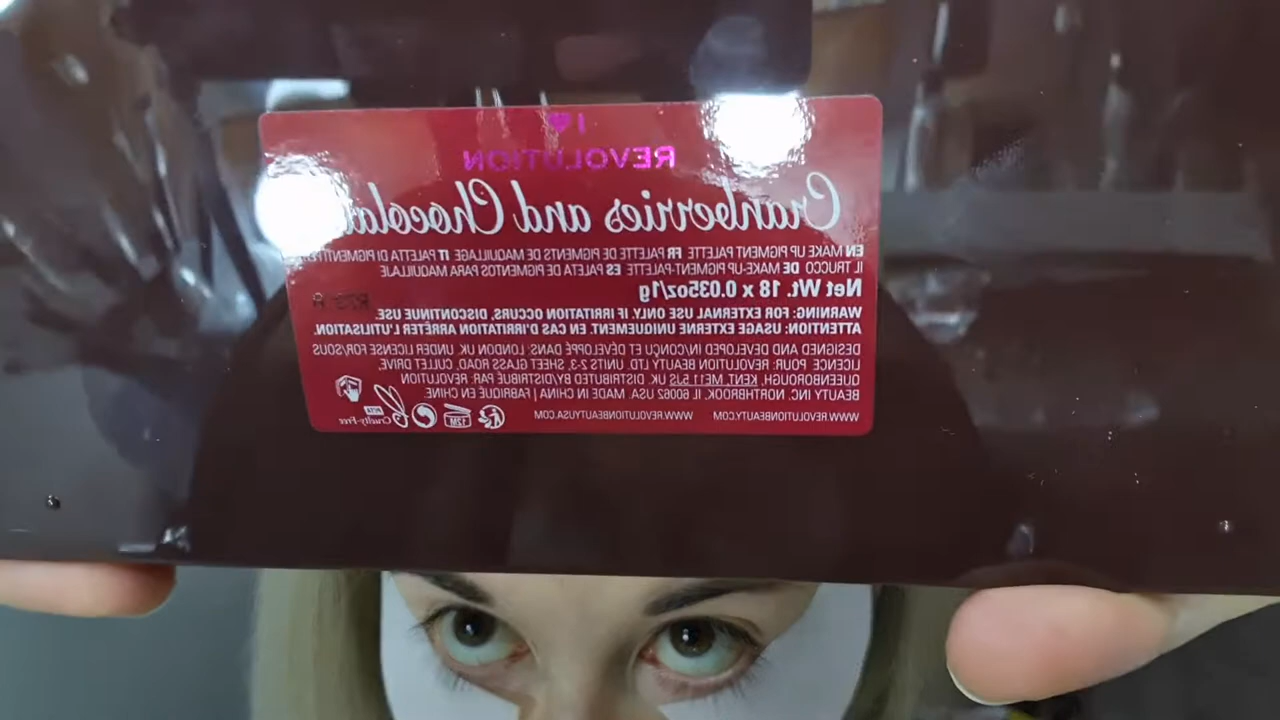 I ♥
REVOLUTION
Cranberries and Chocolat
EN MAKE UP PIGMENT PALETTE FR PALETTE DE PIGMENTS DE MAQUILLAGE IT PALETTA DI PIGMENTI PER
IL TRUCCO DE MAKE-UP-PIGMENT-PALETTE ES PALETA DE PIGMENTOS PARA MAQUILLAJE
Net Wt. 18 x 0.035oz/1g
WARNING: FOR EXTERNAL USE ONLY. IF IRRITATION OCCURS, DISCONTINUE USE.
ATTENTION: USAGE EXTERNE UNIQUEMENT. EN CAS D'IRRITATION ARRÊTER L'UTILISATION.
DESIGNED AND DEVELOPED IN/CONÇU ET DÉVELOPPÉ DANS: LONDON UK. UNDER LICENSE FOR/SOUS
LICENCE POUR: REVOLUTION BEAUTY LTD. UNITS 2-3, SHEET GLASS ROAD, CULLET DRIVE,
QUEENBOROUGH, KENT, ME11 5JS UK. DISTRIBUTED BY/DISTRIBUÉ PAR: REVOLUTION
BEAUTY INC. NORTHBROOK, IL 60062 USA. MADE IN CHINA | FABRIQUÉ EN CHINE.
WWW.REVOLUTIONBEAUTY.COM WWW.REVOLUTIONBEAUTYUSA.COM
12M
PETA
Cruelty-Free